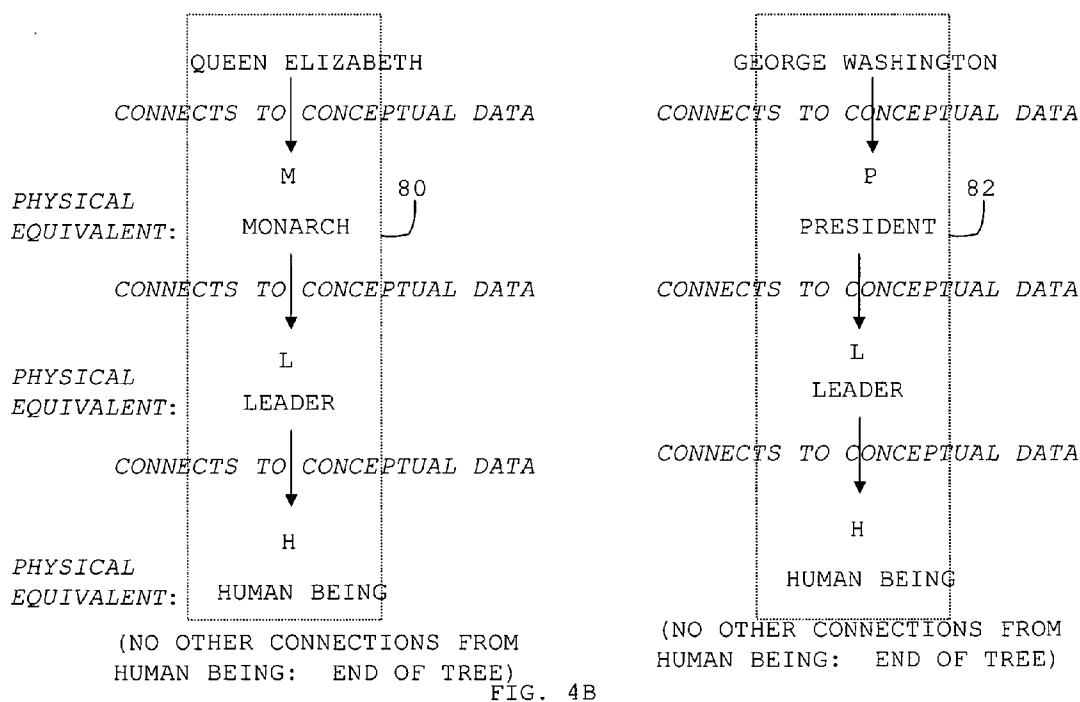 QUEEN ELIZABETH
CONNECTS TO CONCEPTUAL DATA
M
80
PHYSICAL
EQUIVALENT: MONARCH
CONNECTS TO CONCEPTUAL DATA
L
PHYSICAL
EQUIVALENT: LEADER
CONNECTS TO CONCEPTUAL DATA
H
PHYSICAL
EQUIVALENT: HUMAN BEING
(NO OTHER CONNECTIONS FROM
HUMAN BEING: END OF TREE)
GEORGE WASHINGTON
CONNECTS TO CONCEPTUAL DATA
P
82
PRESIDENT
CONNECTS TO CONCEPTUAL DATA
L
LEADER
CONNECTS TO CONCEPTUAL DATA
H
HUMAN BEING
(NO OTHER CONNECTIONS FROM
HUMAN BEING: END OF TREE)
FIG. 4B